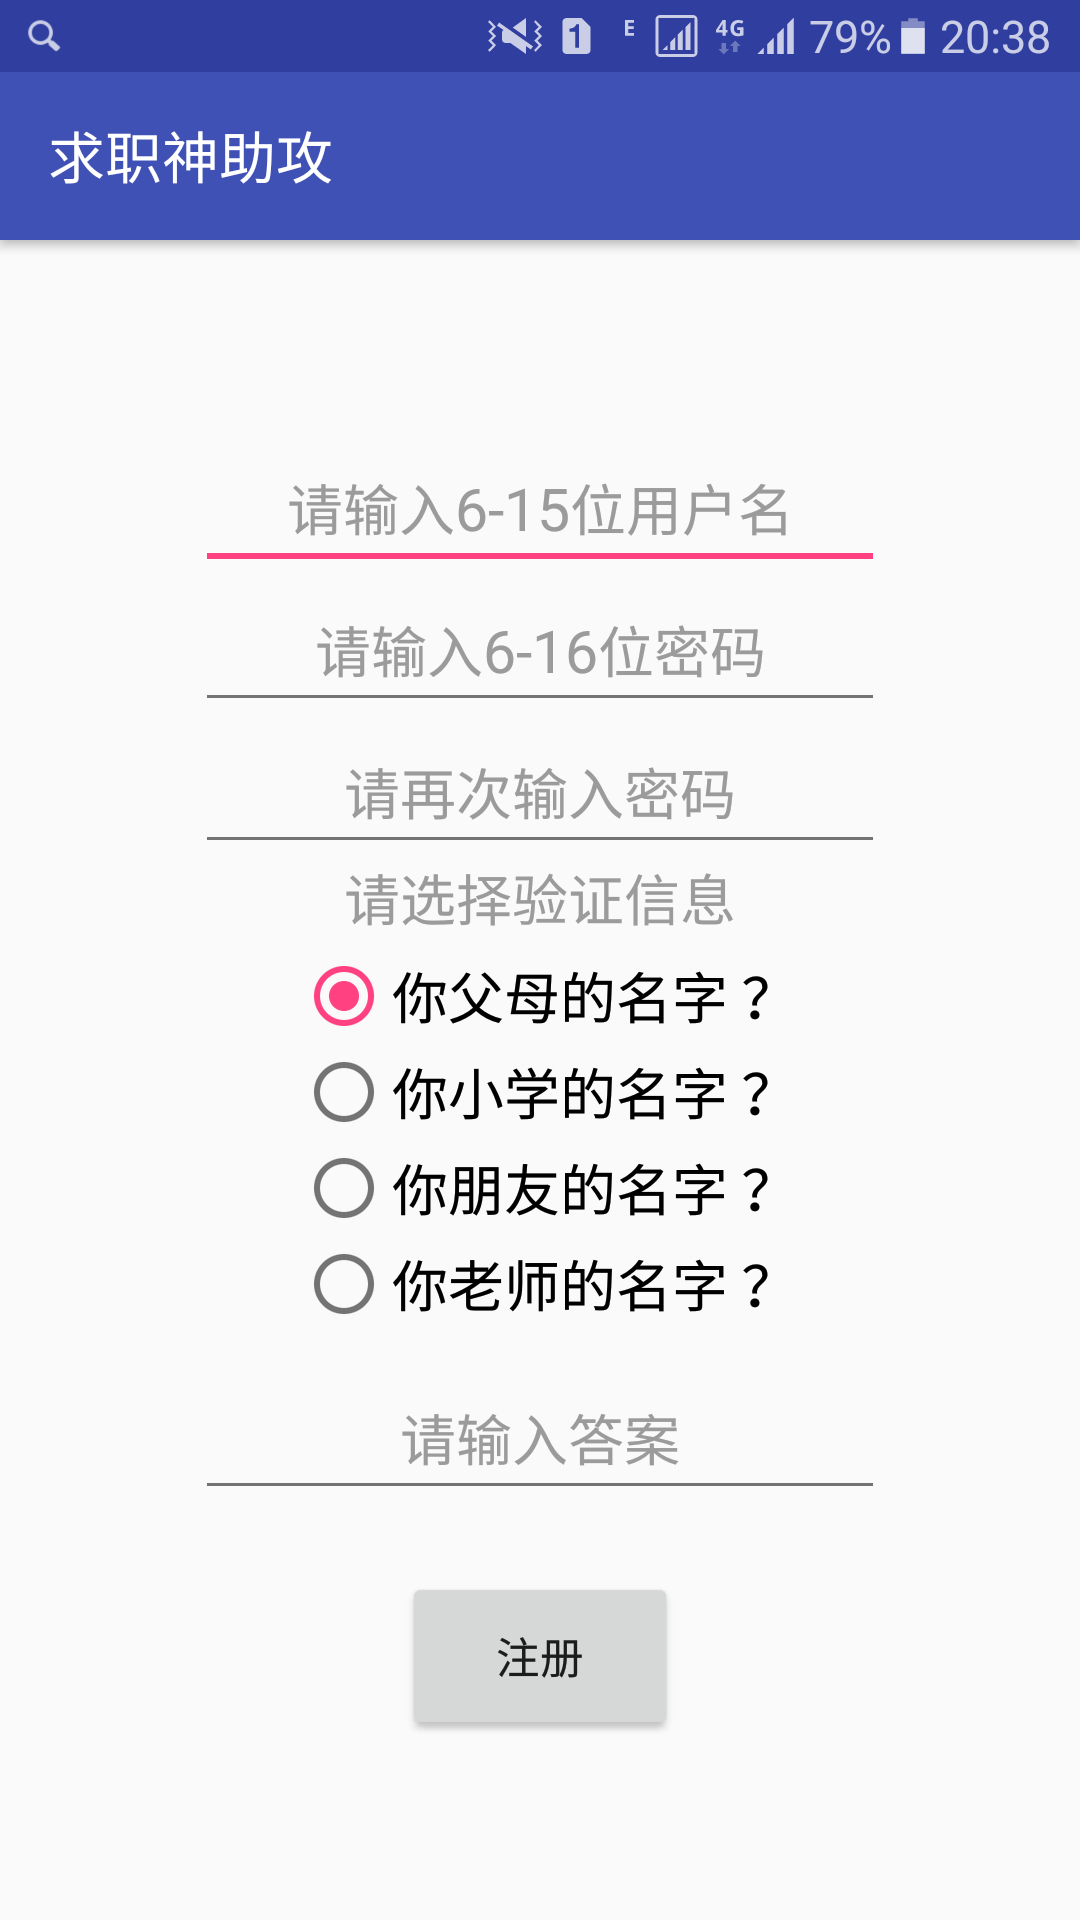 1 E 4G 79% 20:38
求职神助攻
请输入6-15位用户名
请输入6-16位密码
请再次输入密码
请选择验证信息
你父母的名字？
你小学的名字？
你朋友的名字？
你老师的名字？
请输入答案
注册